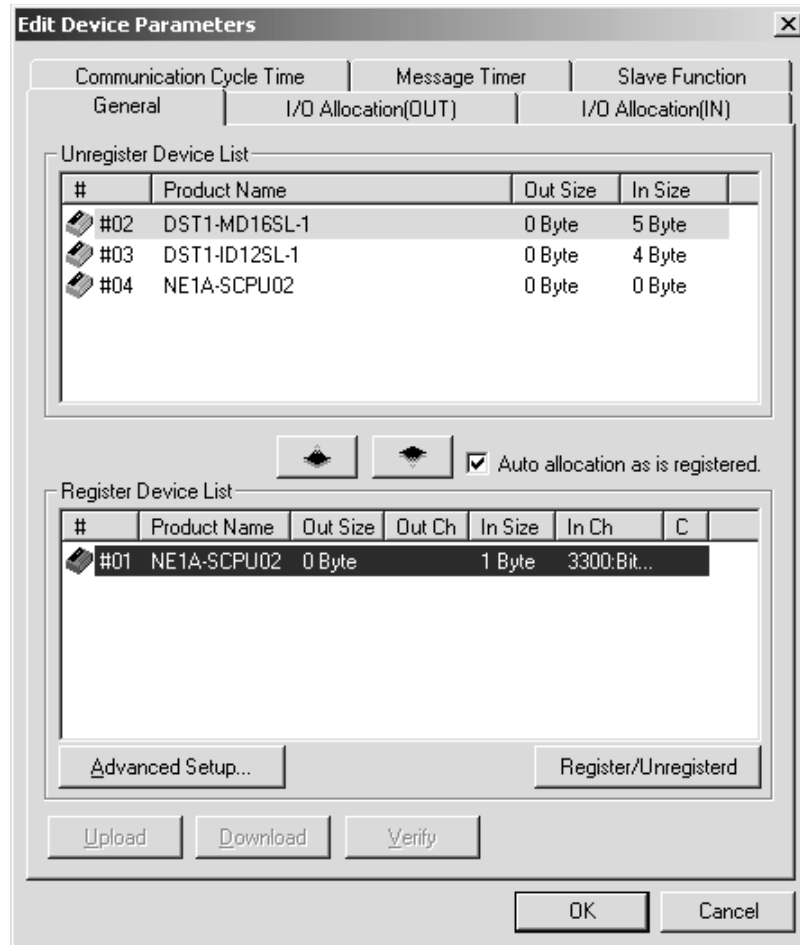 Edit Device Parameters
Communication Cycle Time Message Timer Slave Function
General I/O Allocation(OUT) I/O Allocation(IN)
Unregister Device List
# Product Name Out Size In Size
#02 DST1-MD16SL-1 0 Byte 5 Byte
#03 DST1-ID12SL-1 0 Byte 4 Byte
#04 NE1A-SCPU02 0 Byte 0 Byte
Auto allocation as is registered.
Register Device List
# Product Name Out Size Out Ch In Size In Ch C
#01 NE1A-SCPU02 0 Byte 1 Byte 3300:Bit...
Advanced Setup... Register/Unregisterd
Upload Download Verify
OK Cancel